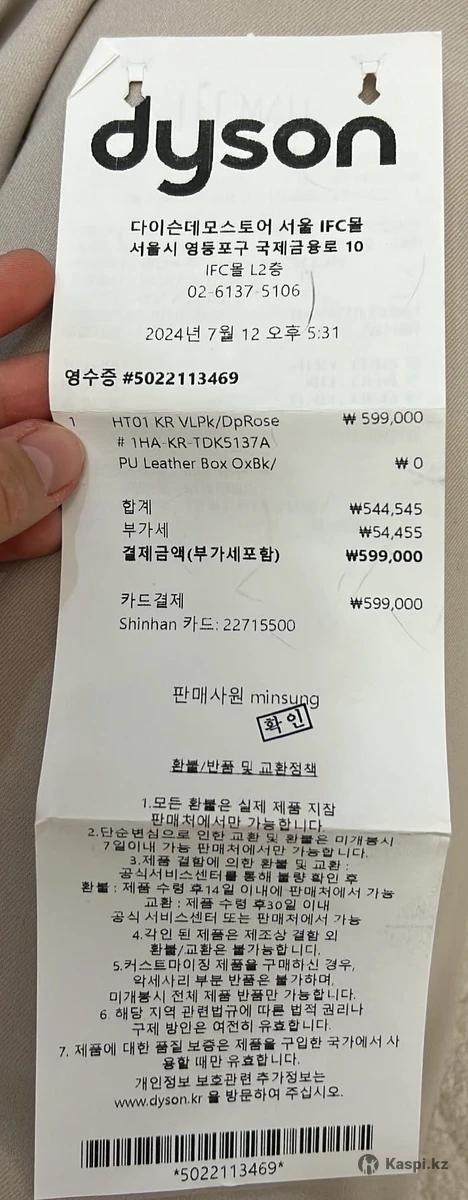 dyson
다이슨데모스토어 서울 IFC몰
서울시 영등포구 국제금융로 10
IFC몰 L2층
02-6137-5106
2024년 7월 12 오후 5:31
영수증 #5022113469
1 HT01 KR VLPk/DpRose ₩ 599,000
# 1HA-KR-TDK5137A
PU Leather Box OxBk/ ₩ 0
합계 ₩544,545
부가세 ₩54,455
결제금액(부가세포함) ₩599,000
카드결제 ₩599,000
Shinhan 카드: 22715500
판매사원 minsung
확인
환불/반품 및 교환정책
1.모든 환불은 실제 제품 지잠
판매처에서만 가능합니다.
2.단순변심으로 인한 교환 및 환불은 미개봉시
7일이내 가능 판매처에서만 가능합니다.
3.제품 결함에 의한 환불 및 교환 :
공식서비스센터를 통해 불량 확인 후
환불 : 제품 수령 후14일 이내에 판매처에서 가능
교환 : 제품 수령 후30일 이내
공식 서비스센터 또는 판매처에서 가능
4.각인 된 제품은 제조상 결함 외
환불/교환은 불가능합니다.
5.커스트마이징 제품을 구매하신 경우,
악세사리 부분 반품은 불가하며,
미개봉시 전체 제품 반품만 가능합니다.
6. 해당 지역 관련법규에 따른 법적 권리나
구제 방안은 여전히 유효합니다.
7. 제품에 대한 품질 보증은 제품을 구입한 국가에서 사
용할 때만 유효합니다.
개인정보 보호관련 추가정보는
www.dyson.kr 을 방문하여 주십시오.
*5022113469*
Kaspi.kz